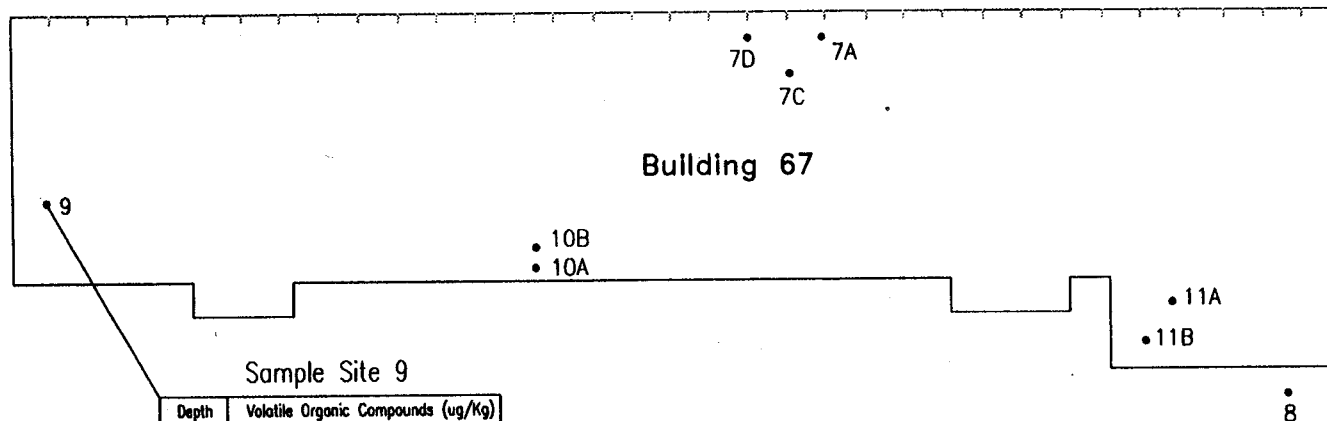 7D
7A
7C
Building 67
9
10B
10A
11A
11B
Sample Site 9
Depth Volatile Organic Compounds (ug/Kg)
8